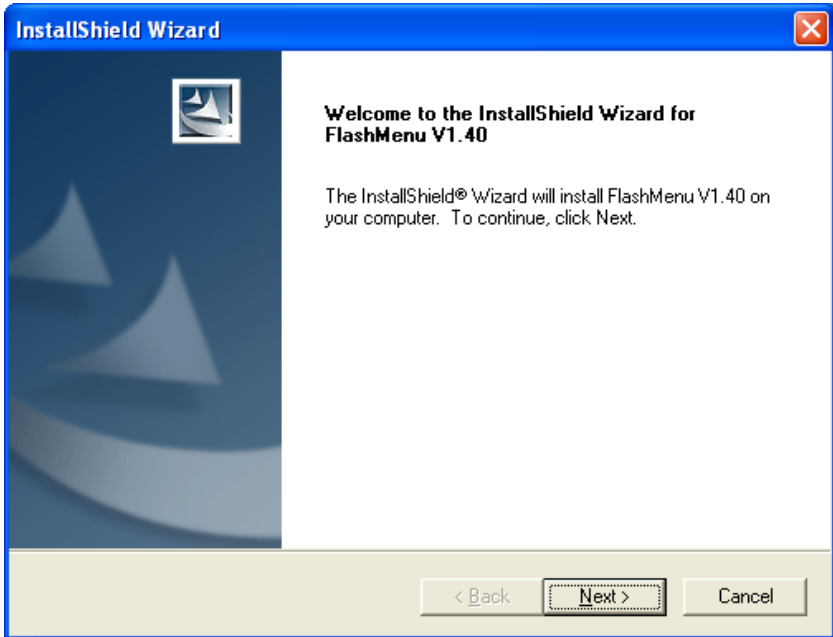 InstallShield Wizard
Welcome to the InstallShield Wizard for
FlashMenu V1.40
The InstallShield® Wizard will install FlashMenu V1.40 on
your computer. To continue, click Next.
< Back
Next >
Cancel